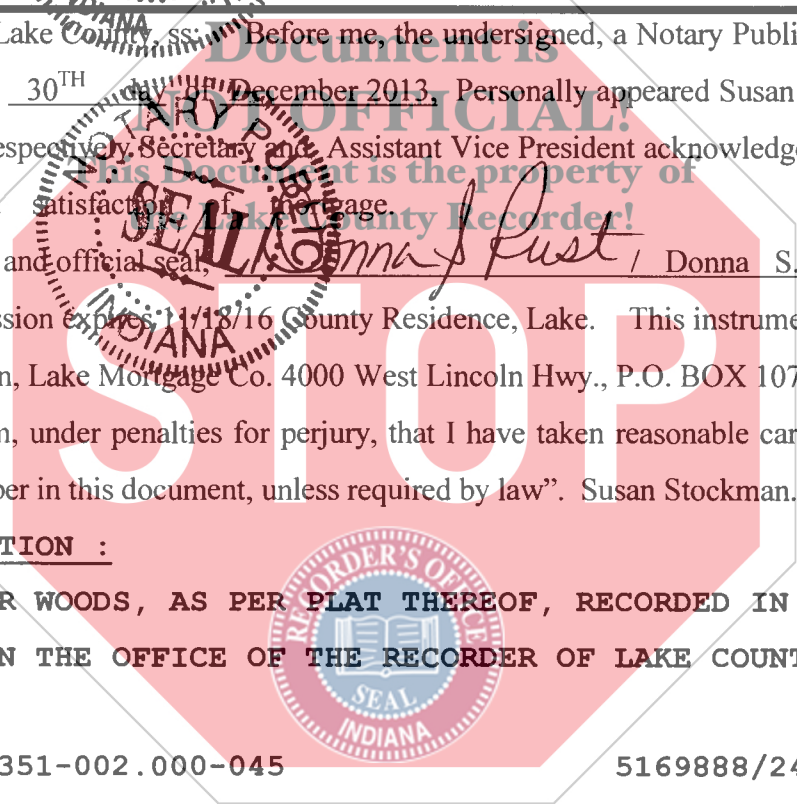 INDIANA
Lake County, ss: Before me, the undersigned, a Notary Publi
Document is
30TH day of December 2013, Personally appeared Susan
NOT OFFICIAL!
espectively Secretary and Assistant Vice President acknowledge
This Document is the property of
satisfaction of mortgage.
the Lake County Recorder!
and official seal, Donna S Rust, Donna S.
NOTARY PUBLIC
SEAL
INDIANA
ssion expires 11/18/16 County Residence, Lake. This instrume
STOP
n, Lake Mortgage Co. 4000 West Lincoln Hwy., P.O. BOX 107
n, under penalties for perjury, that I have taken reasonable car
ber in this document, unless required by law”. Susan Stockman.
TION :
R WOODS, AS PER PLAT THEREOF, RECORDED IN
N THE OFFICE OF THE RECORDER OF LAKE COUNT
RECORDER'S OFFICE
SEAL
INDIANA
351-002.000-045 5169888/24